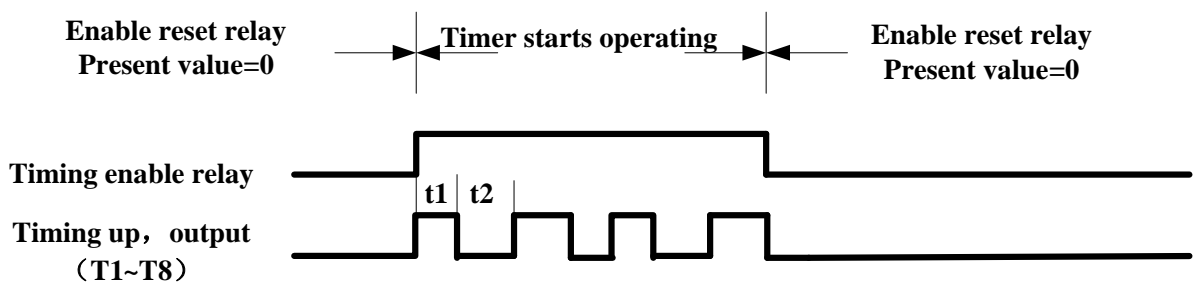 Enable reset relay
Present value=0
Timer starts operating
Enable reset relay
Present value=0
Timing enable relay
t1
t2
Timing up，output
（T1~T8）